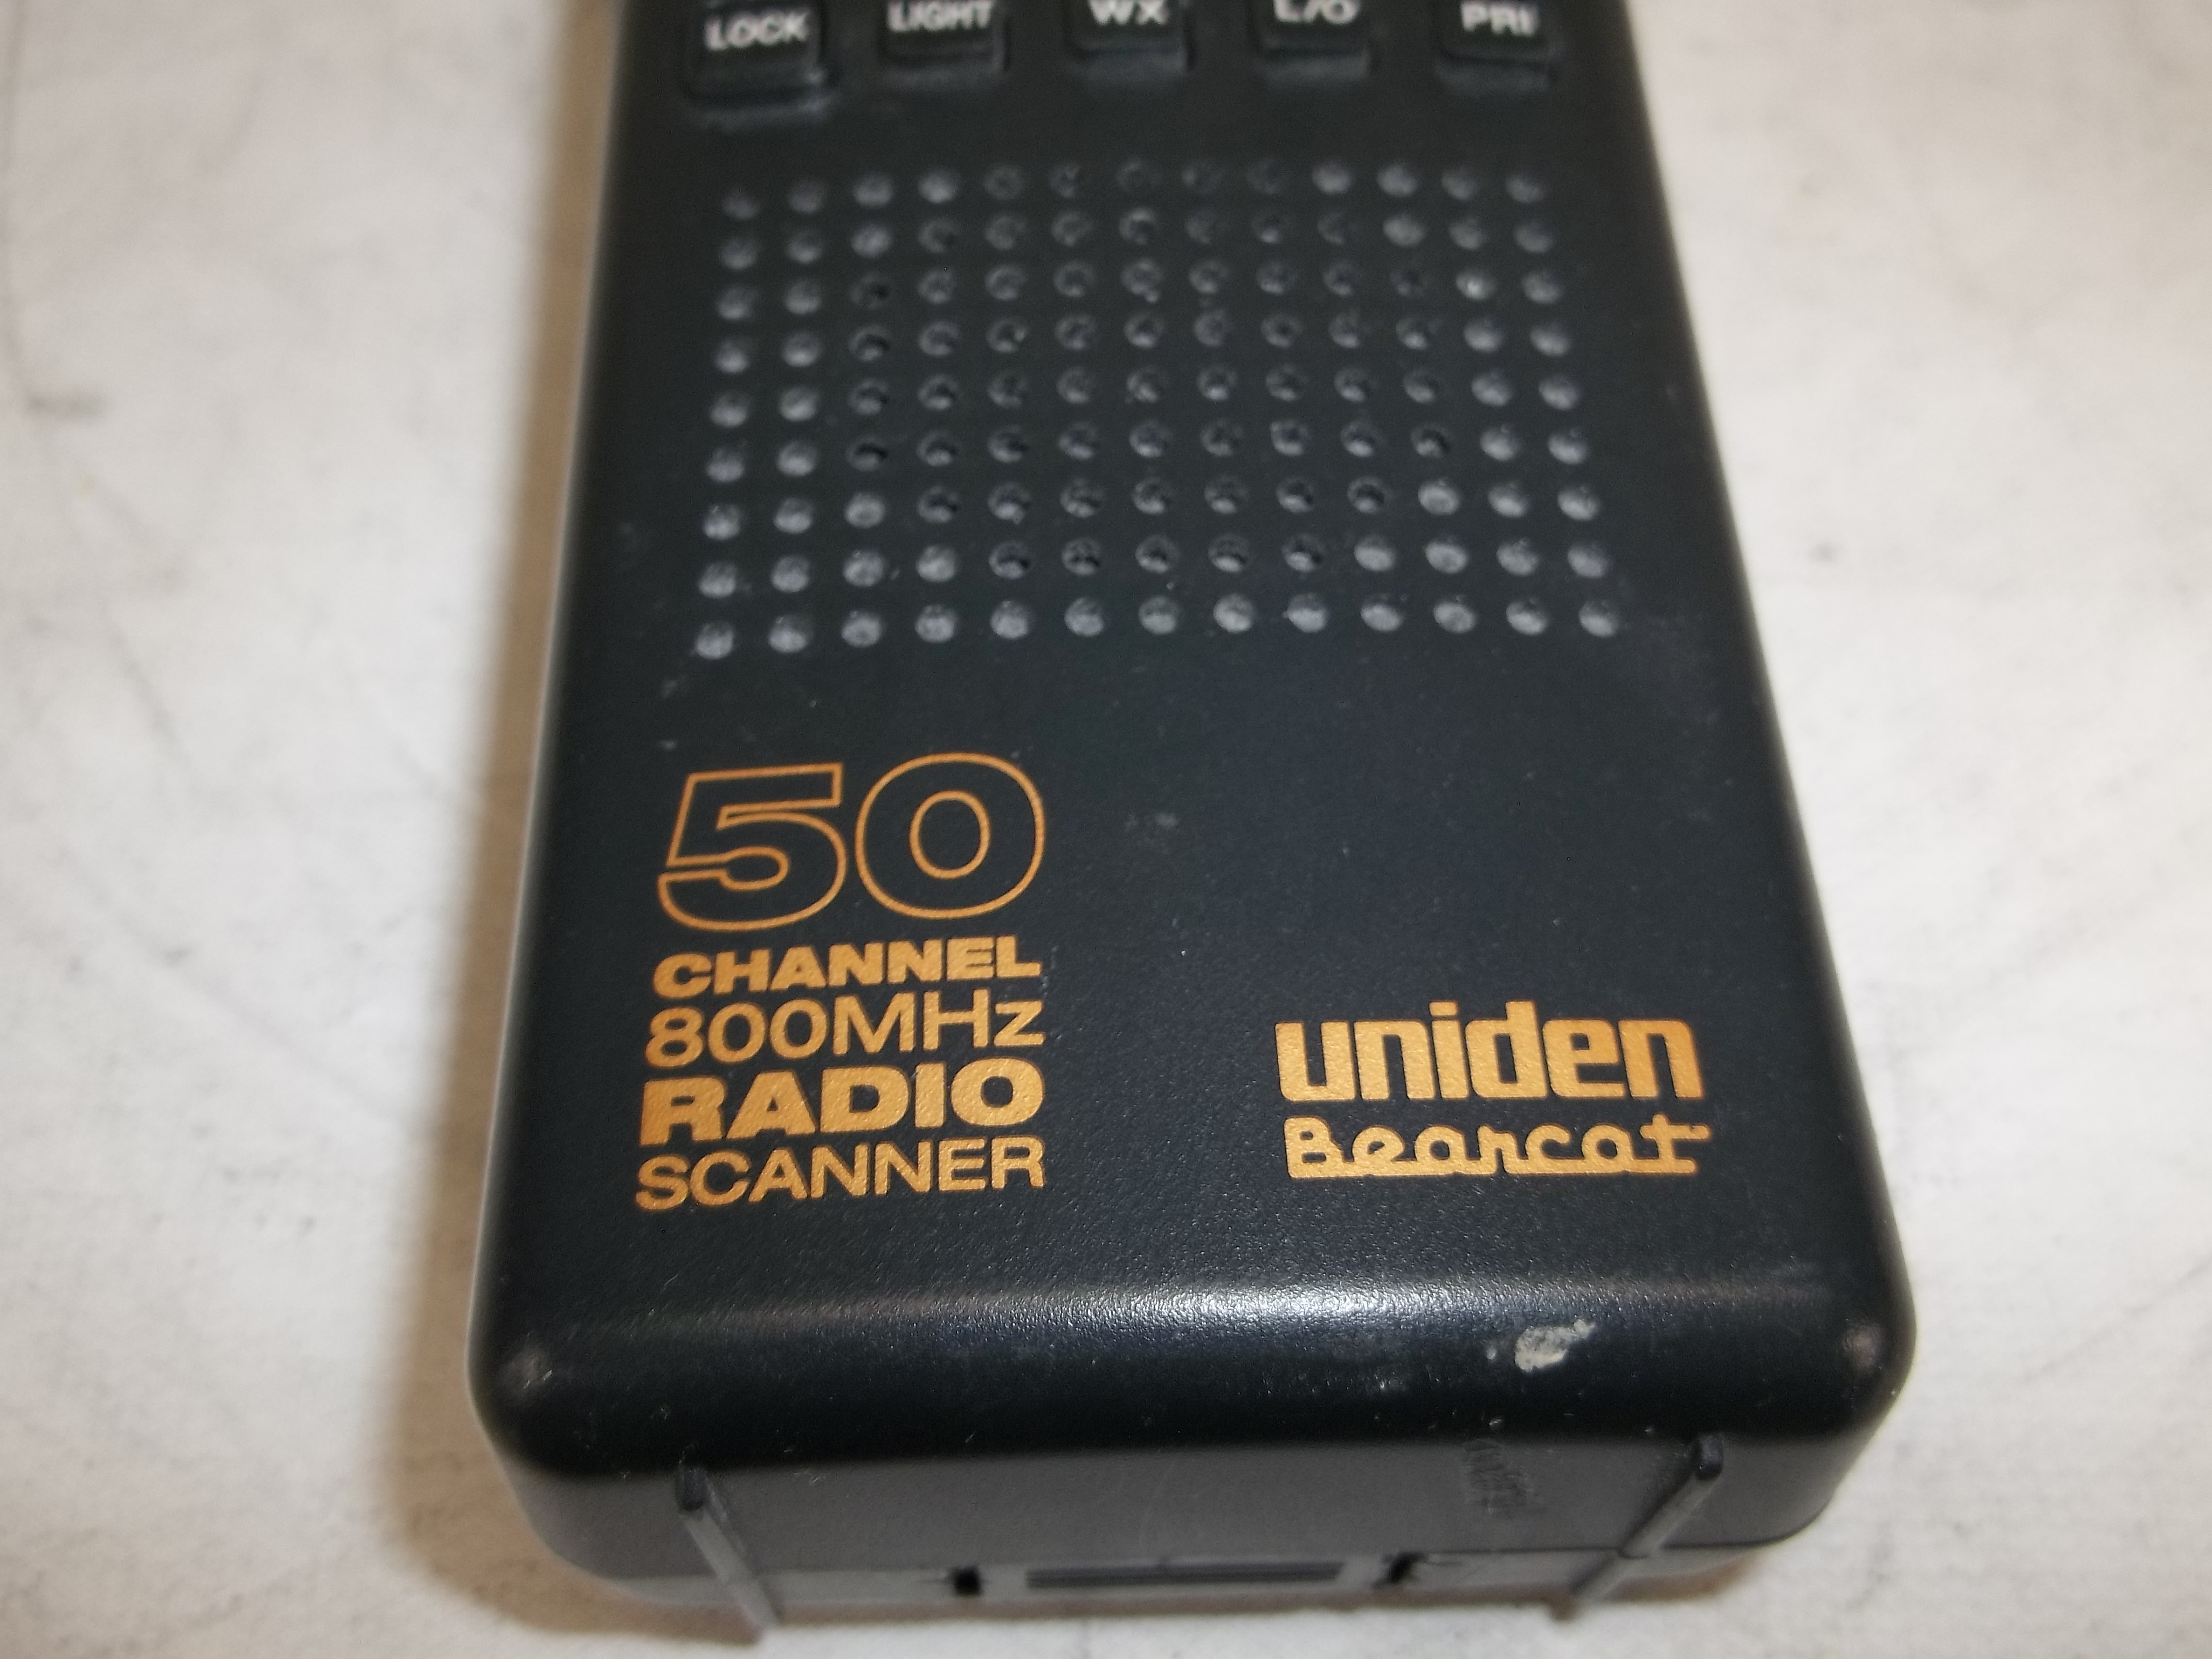 LOCK LIGHT WX L/O PRI
50
CHANNEL
800MHz
RADIO
SCANNER
uniden
Bearcat